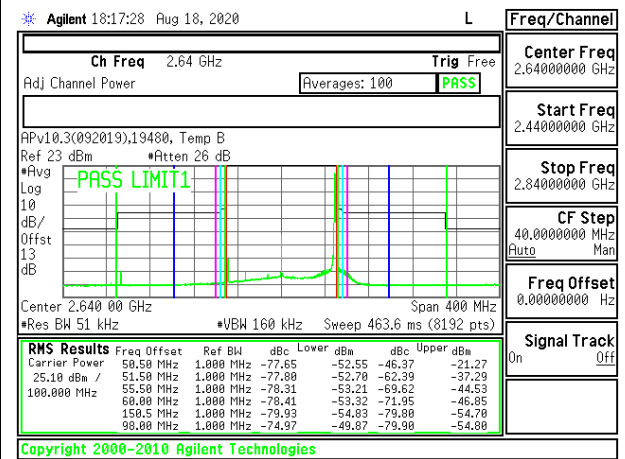 Agilent 18:17:28 Aug 18, 2020 L
Freq/Channel
Ch Freq 2.64 GHz Trig Free
Adj Channel Power Averages: 100 PASS
Center Freq
2.64000000 GHz
Start Freq
2.44000000 GHz
APv10.3(092019),19480, Temp B
Ref 23 dBm #Atten 26 dB
#Avg
Log
10
dB/
Offst
13
dB
PASS LIMIT1
Stop Freq
2.84000000 GHz
CF Step
40.0000000 MHz
Auto Man
Freq Offset
0.00000000 Hz
Center 2.640 00 GHz Span 400 MHz
#Res BW 51 kHz #VBW 160 kHz Sweep 463.6 ms (8192 pts)
Signal Track
On Off
RMS Results Freq Offset Ref BW dBc Lower dBm dBc Upper dBm
Carrier Power 50.50 MHz 1.000 MHz -77.65 -52.55 -46.37 -21.27
25.10 dBm / 51.50 MHz 1.000 MHz -77.80 -52.70 -62.39 -37.29
100.000 MHz 55.50 MHz 1.000 MHz -78.31 -53.21 -69.62 -44.53
60.00 MHz 1.000 MHz -78.41 -53.32 -71.95 -46.85
150.5 MHz 1.000 MHz -79.93 -54.83 -79.80 -54.70
98.00 MHz 1.000 MHz -74.97 -49.87 -79.90 -54.80
Copyright 2000-2010 Agilent Technologies